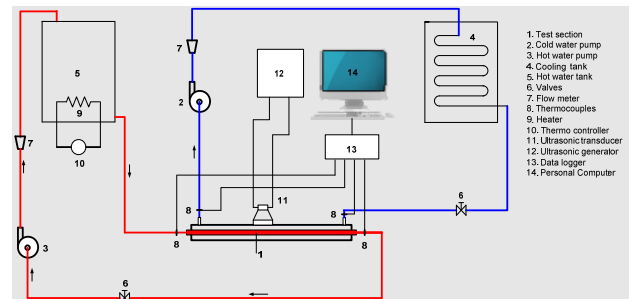 7
4
5
12
14
2
9
7
10
13
8
11
8
6
3
8
8
1
6
1. Test section
2. Cold water pump
3. Hot water pump
4. Cooling tank
5. Hot water tank
6. Valves
7. Flow meter
8. Thermocouples
9. Heater
10. Thermo controller
11. Ultrasonic transducer
12. Ultrasonic generator
13. Data logger
14. Personal Computer